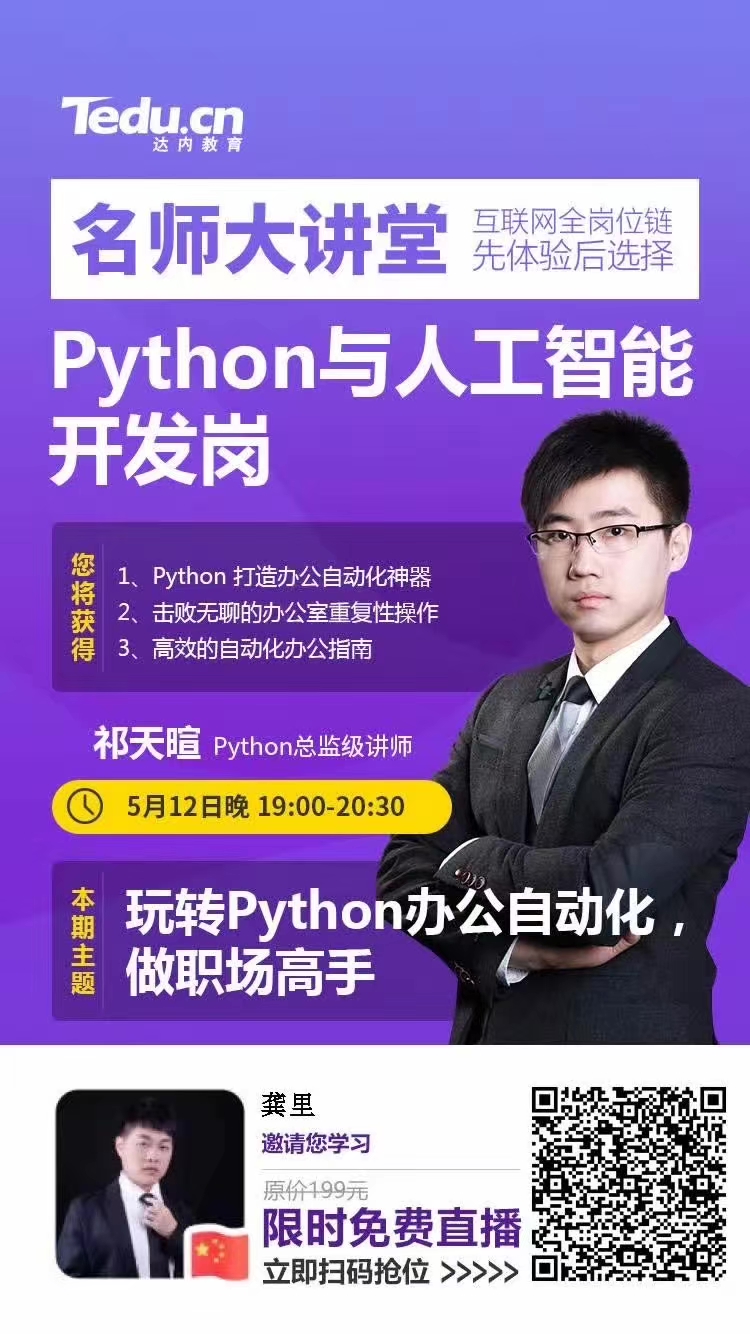 Tedu.cn
达内教育
名师大讲堂
互联网全岗位链
先体验后选择
Python与人工智能
开发岗
您将获得
1、Python 打造办公自动化神器
2、击败无聊的办公室重复性操作
3、高效的自动化办公指南
祁天暄 Python总监级讲师
5月12日晚 19:00-20:30
本期主题
玩转Python办公自动化，
做职场高手
龚里
邀请您学习
原价199元
限时免费直播
立即扫码抢位 >>>>>